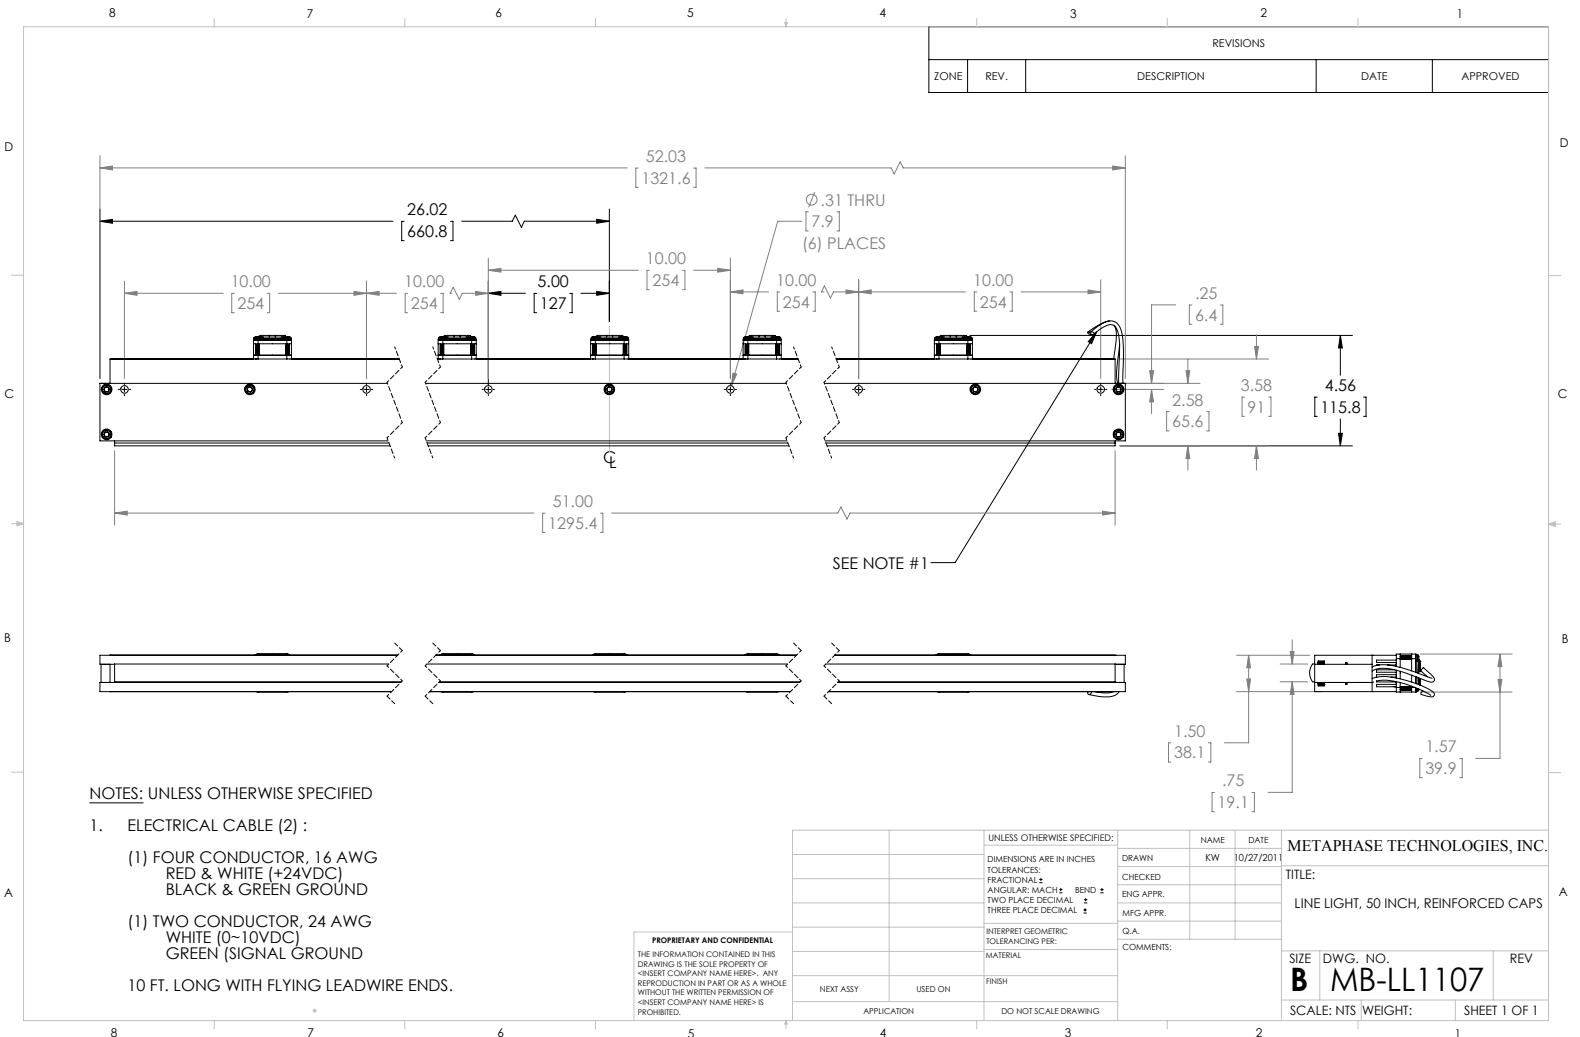 8 7 6 5 4 3 2 1
REVISIONS
ZONE REV. DESCRIPTION DATE APPROVED
D D
52.03
[1321.6]
26.02
[660.8]
Ø.31 THRU
[7.9]
(6) PLACES
10.00
[254]
10.00
[254]
5.00
[127]
10.00
[254]
10.00
[254]
10.00
[254]
.25
[6.4]
C C
2.58
[65.6]
3.58
[91]
4.56
[115.8]
℄
51.00
[1295.4]
SEE NOTE #1
B B
1.50
[38.1]
.75
[19.1]
1.57
[39.9]
NOTES: UNLESS OTHERWISE SPECIFIED
1. ELECTRICAL CABLE (2) :
(1) FOUR CONDUCTOR, 16 AWG
RED & WHITE (+24VDC)
BLACK & GREEN GROUND
(1) TWO CONDUCTOR, 24 AWG
WHITE (0~10VDC)
GREEN (SIGNAL GROUND
10 FT. LONG WITH FLYING LEADWIRE ENDS.
A A
PROPRIETARY AND CONFIDENTIAL
THE INFORMATION CONTAINED IN THIS
DRAWING IS THE SOLE PROPERTY OF
<INSERT COMPANY NAME HERE>. ANY
REPRODUCTION IN PART OR AS A WHOLE
WITHOUT THE WRITTEN PERMISSION OF
<INSERT COMPANY NAME HERE> IS
PROHIBITED.
NEXT ASSY USED ON
APPLICATION
UNLESS OTHERWISE SPECIFIED:
DIMENSIONS ARE IN INCHES
TOLERANCES:
FRACTIONAL ±
ANGULAR: MACH ± BEND ±
TWO PLACE DECIMAL ±
THREE PLACE DECIMAL ±
INTERPRET GEOMETRIC
TOLERANCING PER:
MATERIAL
FINISH
DO NOT SCALE DRAWING
NAME DATE
DRAWN KW 10/27/2011
CHECKED
ENG APPR.
MFG APPR.
Q.A.
COMMENTS:
METAPHASE TECHNOLOGIES, INC.
TITLE:
LINE LIGHT, 50 INCH, REINFORCED CAPS
SIZE DWG. NO. REV
B MB-LL1107
SCALE: NTS WEIGHT: SHEET 1 OF 1
8 7 6 5 4 3 2 1